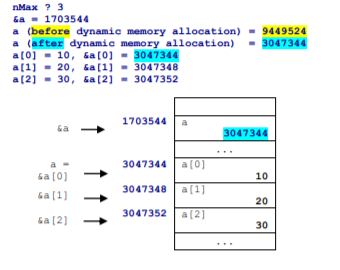 nMax ? 3
&a = 1703544
a (before dynamic memory allocation) = 9449524
a (after dynamic memory allocation) = 3047344
a[0] = 10, &a[0] = 3047344
a[1] = 20, &a[1] = 3047348
a[2] = 30, &a[2] = 3047352
&a 1703544 a
3047344
...
a =
&a[0] 3047344 a[0]
10
&a[1] 3047348 a[1]
20
&a[2] 3047352 a[2]
30
...